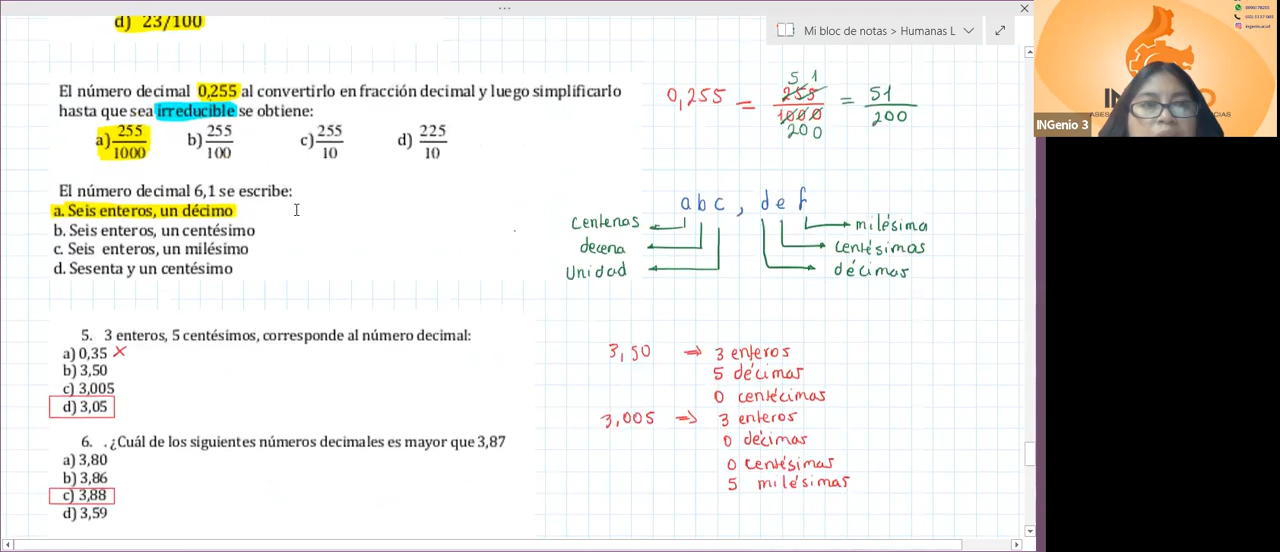 d) 23/100
Mi bloc de notas > Humanas L
El número decimal 0,255 al convertirlo en fracción decimal y luego simplificarlo
hasta que sea irreducible se obtiene:
a) 255/1000 b) 255/100 c) 255/10 d) 225/10
0,255 = 255/1000 = 51/200
51
200
El número decimal 6,1 se escribe:
a. Seis enteros, un décimo
b. Seis enteros, un centésimo
c. Seis enteros, un milésimo
d. Sesenta y un centésimo
abc, def
centenas
decena
Unidad
milésima
centésimas
décimas
5. 3 enteros, 5 centésimos, corresponde al número decimal:
a) 0,35 x
b) 3,50
c) 3,005
d) 3,05
3,50 ⇒ 3 enteros
5 décimas
0 centécimas
3,005 ⇒ 3 enteros
0 décimas
0 centésimas
5 milésimas
6. . ¿Cuál de los siguientes números decimales es mayor que 3,87
a) 3,80
b) 3,86
c) 3,88
d) 3,59
INGenio 3